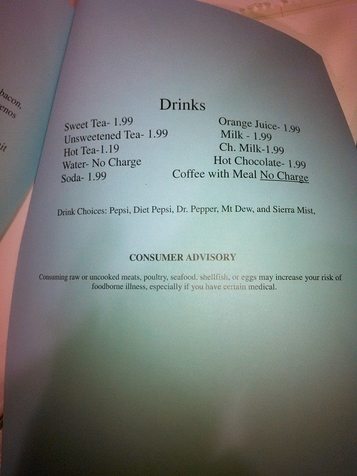 bacon,
enos
it
Drinks
Sweet Tea- 1.99
Unsweetened Tea- 1.99
Hot Tea-1.19
Water- No Charge
Soda- 1.99
Orange Juice- 1.99
Milk - 1.99
Ch. Milk-1.99
Hot Chocolate- 1.99
Coffee with Meal No Charge
Drink Choices: Pepsi, Diet Pepsi, Dr. Pepper, Mt Dew, and Sierra Mist,
CONSUMER ADVISORY
Consuming raw or uncooked meats, poultry, seafood, shellfish, or eggs may increase your risk of
foodborne illness, especially if you have certain medical.